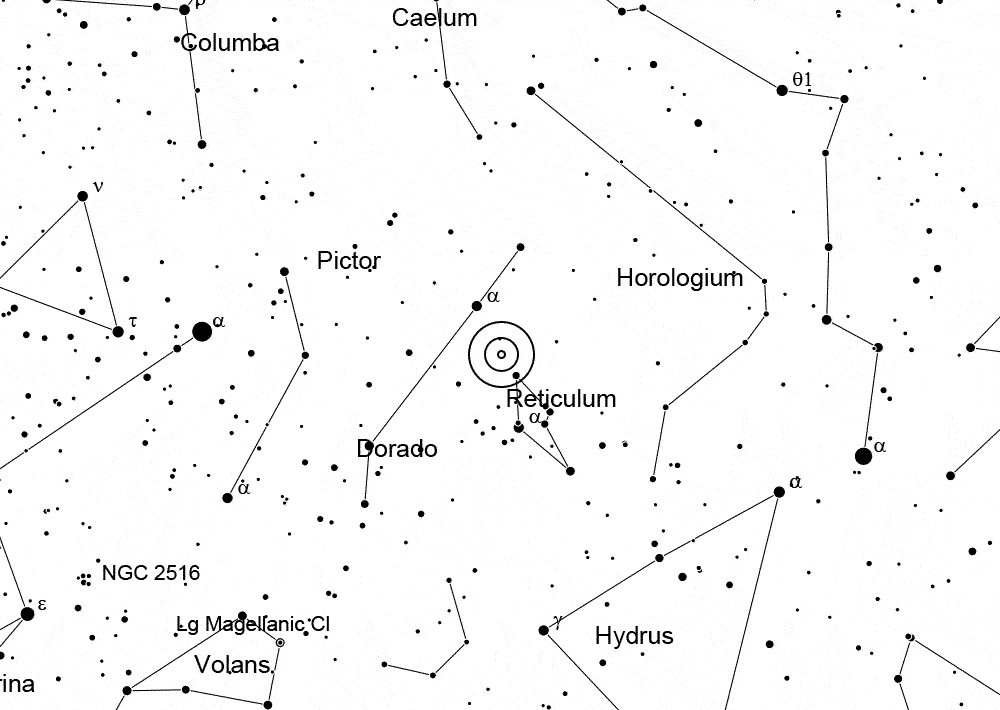 β
Caelum
Columba
θ1
ν
Pictor
Horologium
α
τ
α
Reticulum
α
Dorado
α
α
α
NGC 2516
ε
Lg Magellanic Cl
γ
Hydrus
Volans
rina